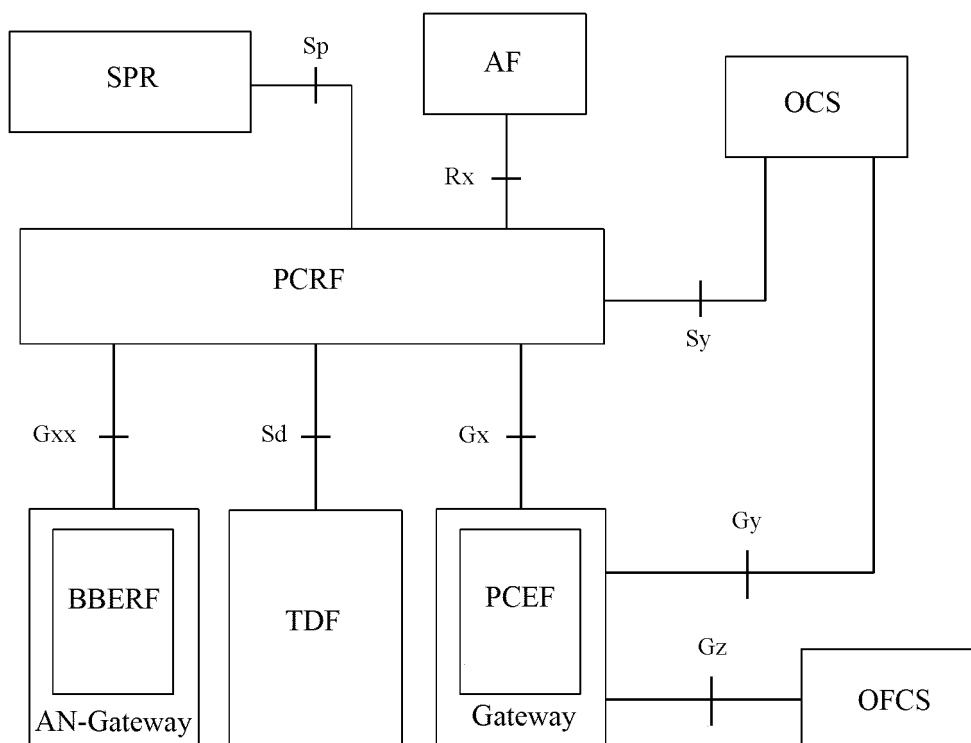 Sp
AF
SPR
OCS
Rx
PCRF
Sy
Gxx
Sd
Gx
Gy
BBERF
PCEF
TDF
Gz
OFCS
AN-Gateway
Gateway